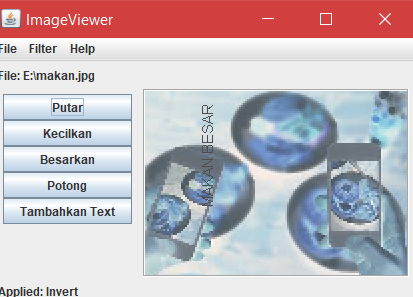 ImageViewer
File Filter Help
File: E:\makan.jpg
Putar
Kecilkan
Besarkan
Potong
Tambahkan Text
MAKAN BESAR
Applied: Invert